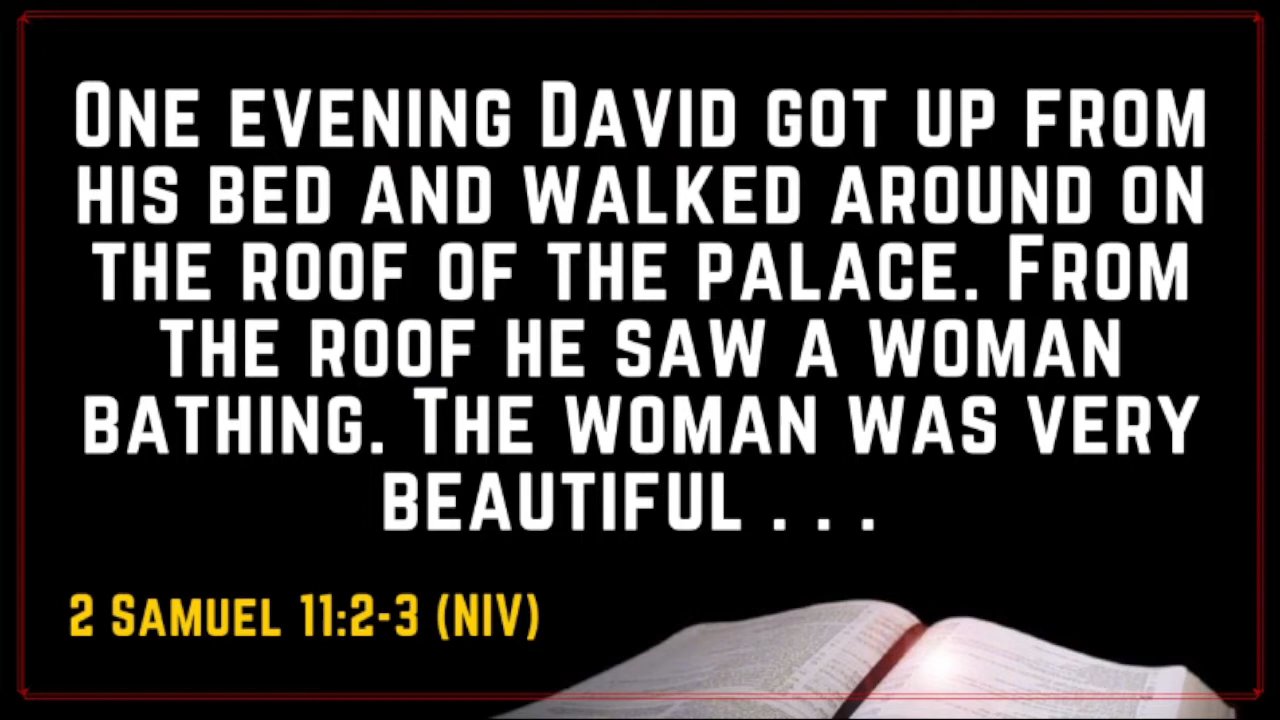 One evening David got up from
his bed and walked around on
the roof of the palace. From
the roof he saw a woman
bathing. The woman was very
beautiful . . .
2 Samuel 11:2-3 (NIV)